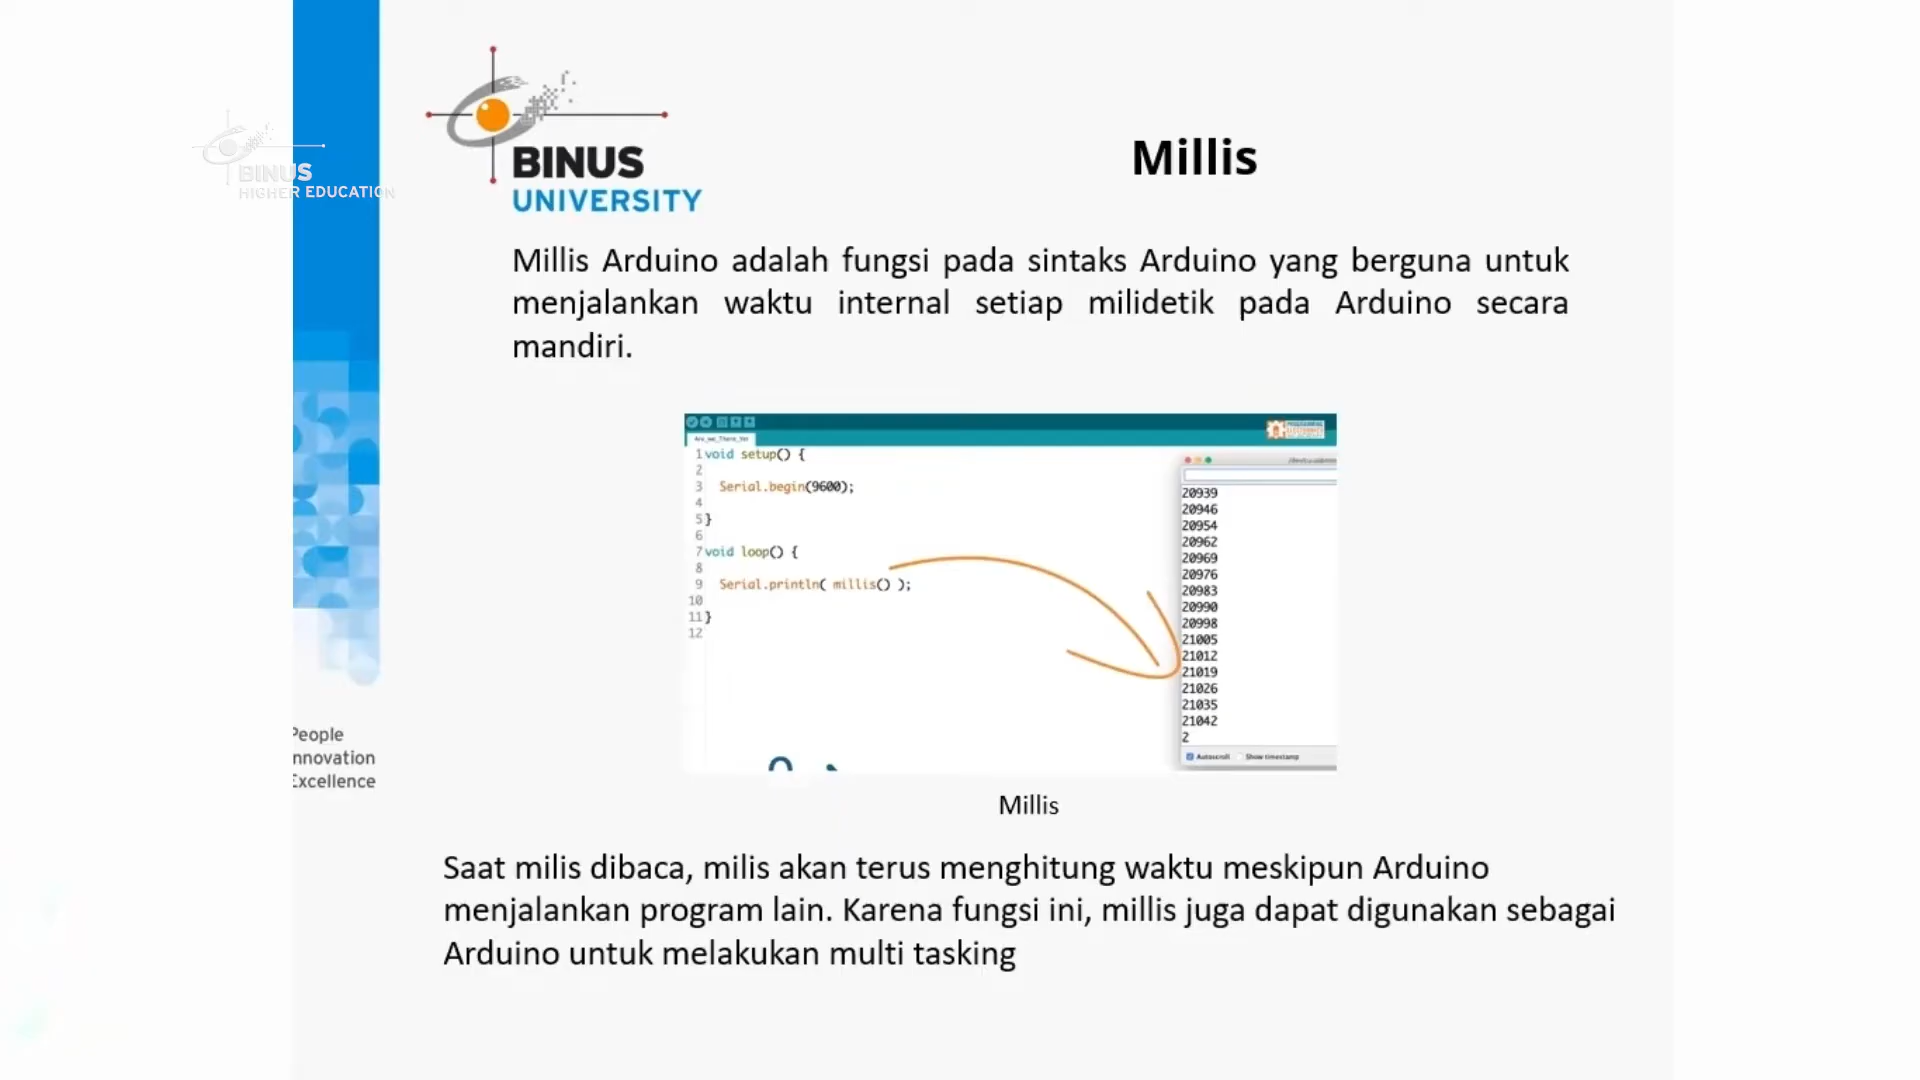 BINUS
UNIVERSITY
BINUS
HIGHER EDUCATION
Millis
Millis Arduino adalah fungsi pada sintaks Arduino yang berguna untuk
menjalankan waktu internal setiap milidetik pada Arduino secara
mandiri.
Are_we_There_Yet
1 void setup() {
2
3 Serial.begin(9600);
4
5 }
6
7 void loop() {
8
9 Serial.println( millis() );
10
11 }
12
20939
20946
20954
20962
20969
20976
20983
20990
20998
21005
21012
21019
21026
21035
21042
2
Autoscroll Show timestamp
Millis
People
nnovation
Excellence
Saat milis dibaca, milis akan terus menghitung waktu meskipun Arduino
menjalankan program lain. Karena fungsi ini, millis juga dapat digunakan sebagai
Arduino untuk melakukan multi tasking